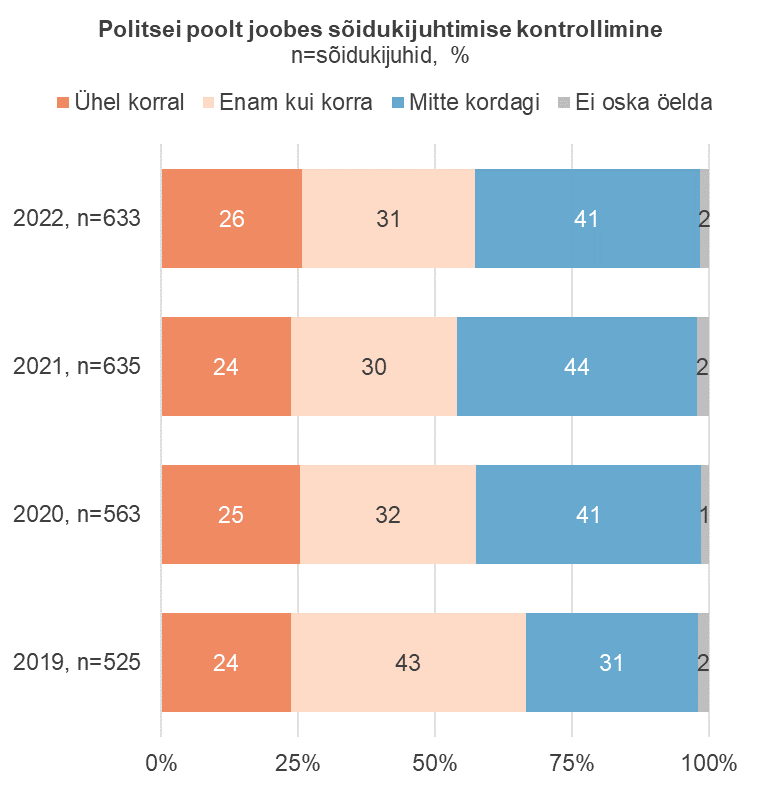 Politsei poolt joobes sõidukijuhtimise kontrollimine
n=sõidukijuhid, %
Ühel korral Enam kui korra Mitte kordagi Ei oska öelda
2022, n=633 26 31 41 2
2021, n=635 24 30 44 2
2020, n=563 25 32 41 1
2019, n=525 24 43 31 2
0% 25% 50% 75% 100%